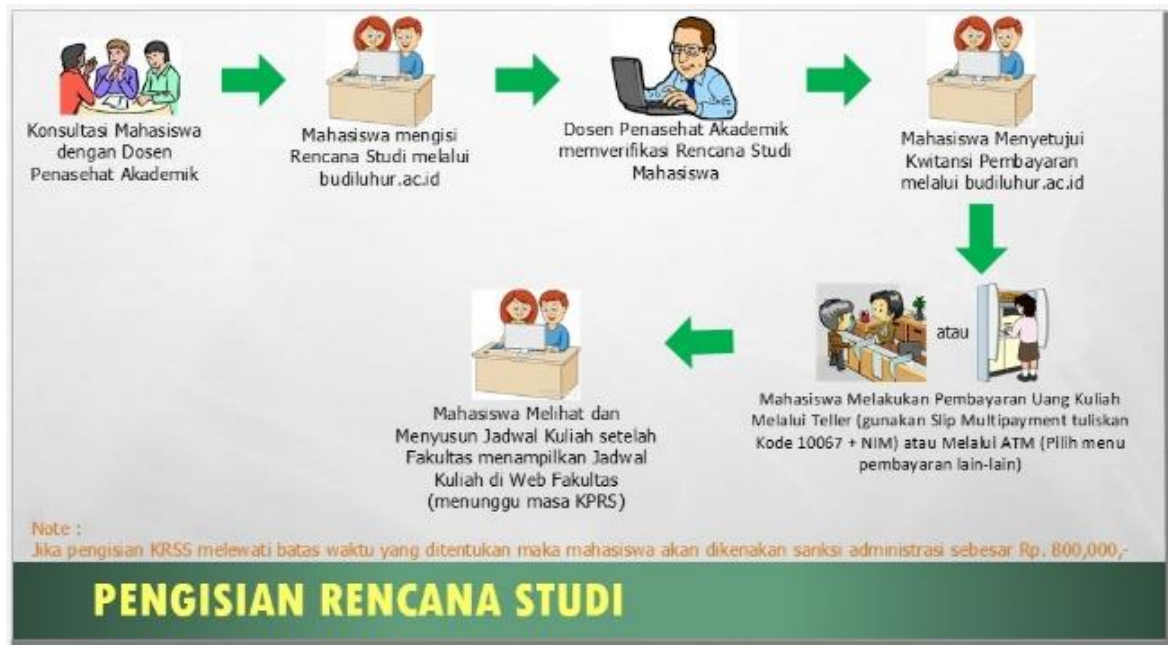 Konsultasi Mahasiswa
dengan Dosen
Penasehat Akademik
Mahasiswa mengisi
Rencana Studi melalui
budiluhur.ac.id
Dosen Penasehat Akademik
memverifikasi Rencana Studi
Mahasiswa
Mahasiswa Menyetujui
Kwitansi Pembayaran
melalui budiluhur.ac.id
atau
Mahasiswa Melakukan Pembayaran Uang Kuliah
Melalui Teller (gunakan Slip Multipayment tuliskan
Kode 10067 + NIM) atau Melalui ATM (Pilih menu
pembayaran lain-lain)
Mahasiswa Melihat dan
Menyusun Jadwal Kuliah setelah
Fakultas menampilkan Jadwal
Kuliah di Web Fakultas
(menunggu masa KPRS)
Note :
Jika pengisian KRSS melewati batas waktu yang ditentukan maka mahasiswa akan dikenakan sanksi administrasi sebesar Rp. 800,000,-
PENGISIAN RENCANA STUDI